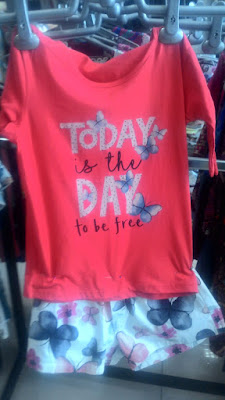 TODAY
is the
DAY
to be free